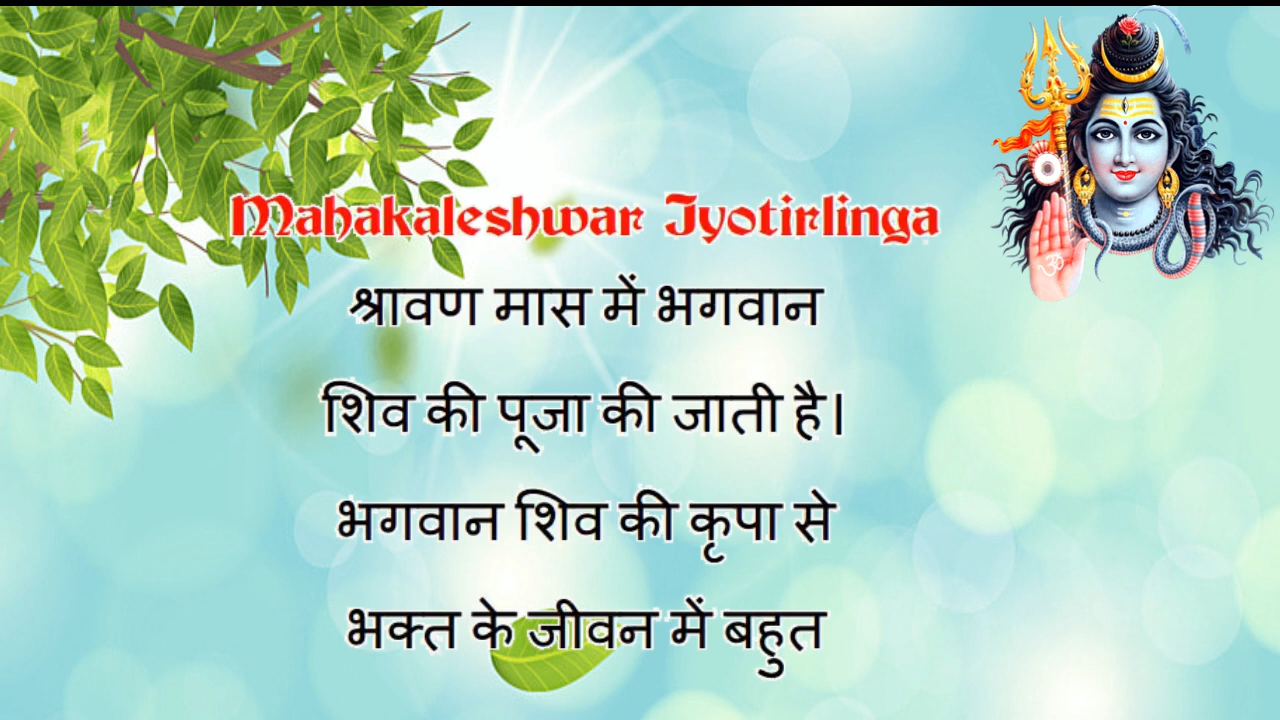 Mahakaleshwar Jyotirlinga
श्रावण मास में भगवान
शिव की पूजा की जाती है।
भगवान शिव की कृपा से
भक्त के जीवन में बहुत
ॐ